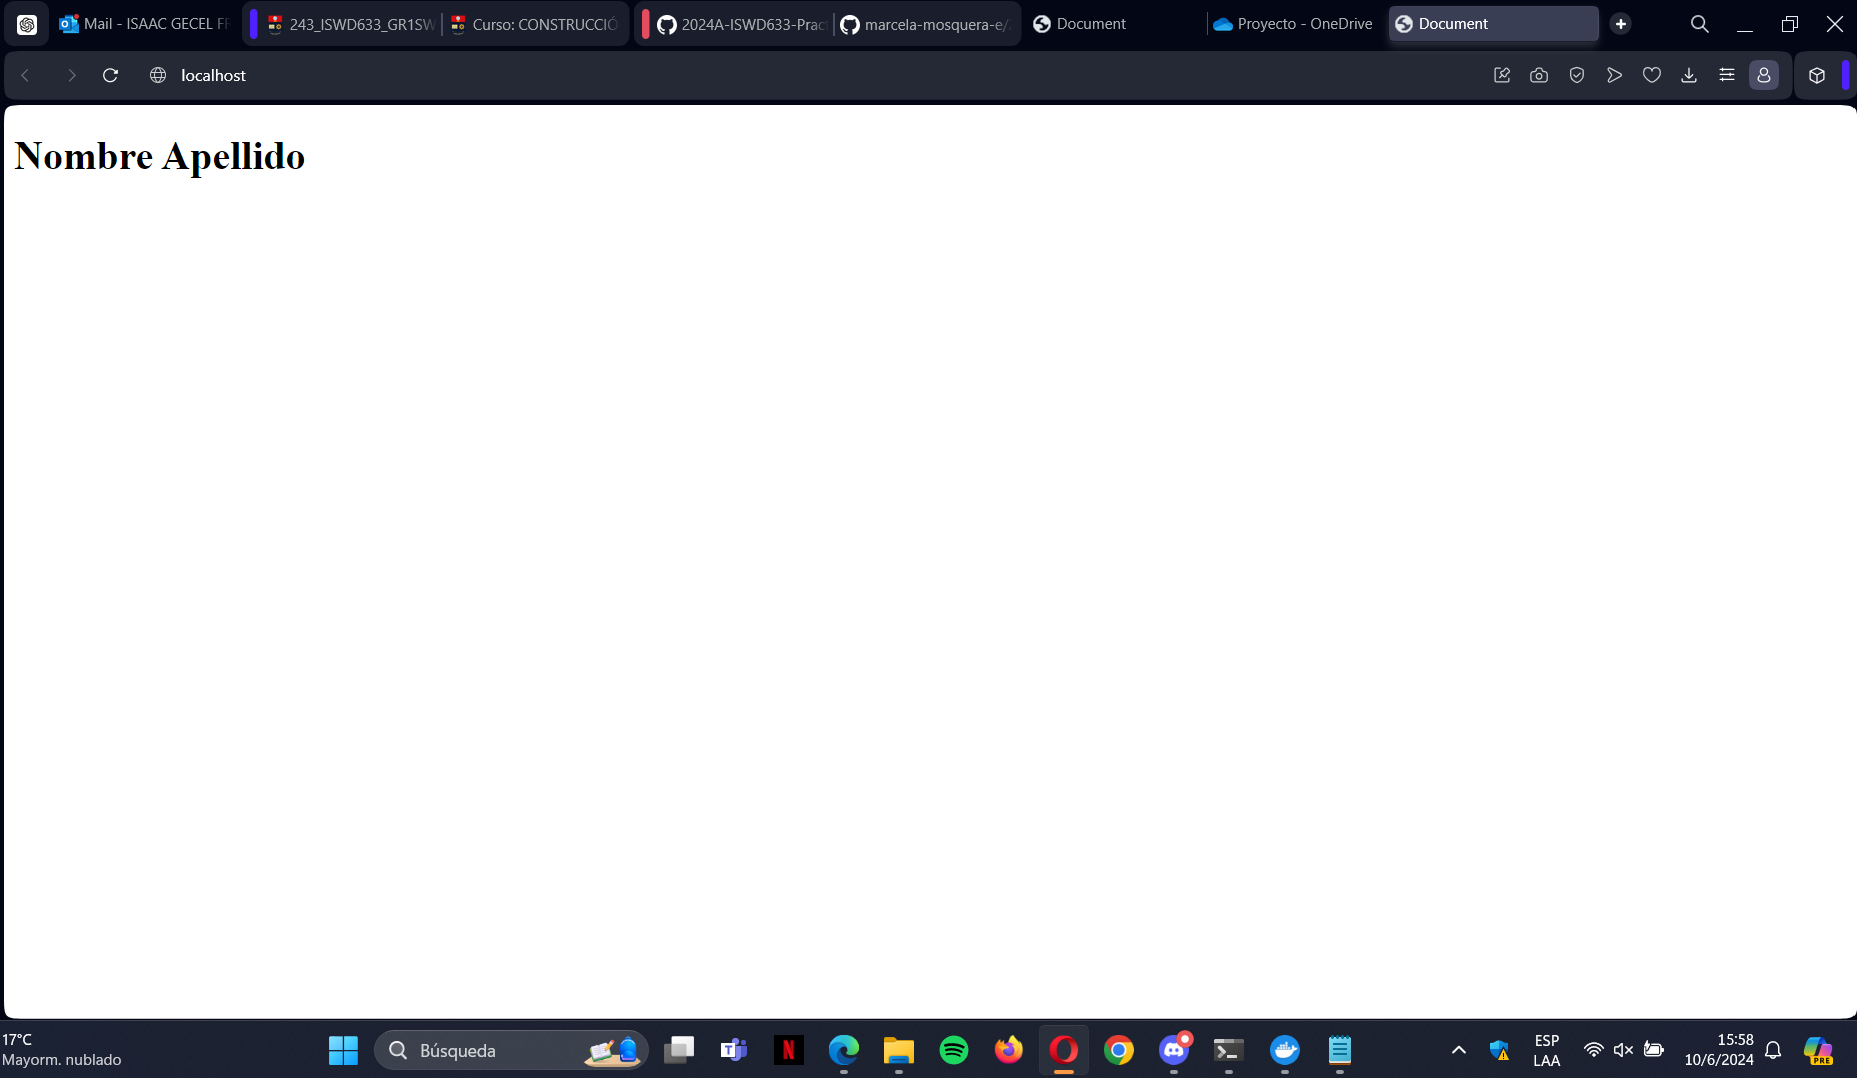 Mail - ISAAC GECEL FF
243_ISWD633_GR1SW
Curso: CONSTRUCCIÓ
2024A-ISWD633-Prac
marcela-mosquera-e/
Document
Proyecto - OneDrive
Document
localhost
Nombre Apellido
17°C
Mayorm. nublado
Búsqueda
ESP
LAA
15:58
10/6/2024
PRE